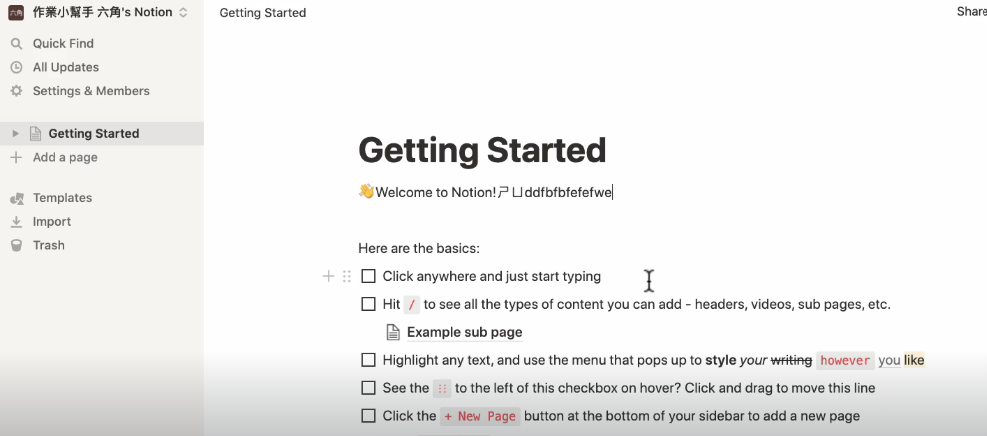 六角 作業小幫手 六角's Notion
Getting Started
Share
Quick Find
All Updates
Settings & Members
Getting Started
Add a page
Templates
Import
Trash
Getting Started
👋Welcome to Notion!ㄕㄩddfbfbfefefwe
Here are the basics:
Click anywhere and just start typing
Hit / to see all the types of content you can add - headers, videos, sub pages, etc.
Example sub page
Highlight any text, and use the menu that pops up to style your writing however you like
See the ⋮⋮ to the left of this checkbox on hover? Click and drag to move this line
Click the + New Page button at the bottom of your sidebar to add a new page